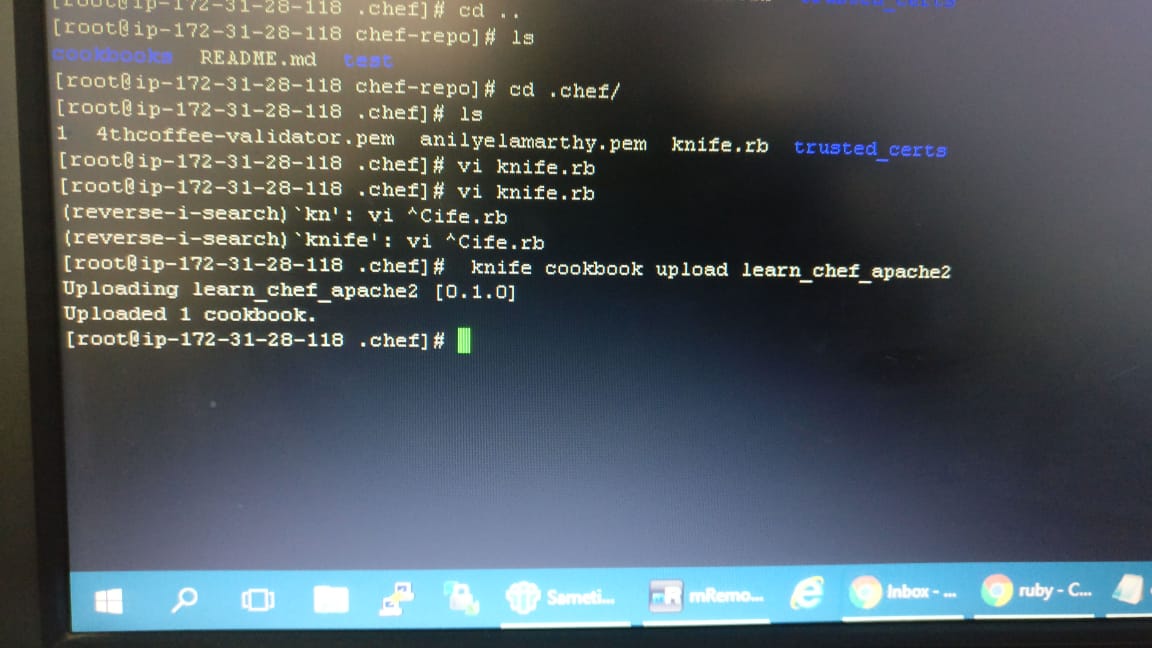 [root@ip-172-31-28-118 .chef]# cd ..
trusted_certs
[root@ip-172-31-28-118 chef-repo]# ls
cookbooks README.md test
[root@ip-172-31-28-118 chef-repo]# cd .chef/
[root@ip-172-31-28-118 .chef]# ls
1 4thcoffee-validator.pem anilyelamarthy.pem knife.rb trusted_certs
[root@ip-172-31-28-118 .chef]# vi knife.rb
[root@ip-172-31-28-118 .chef]# vi knife.rb
(reverse-i-search)`kn': vi ^Cife.rb
(reverse-i-search)`knife': vi ^Cife.rb
[root@ip-172-31-28-118 .chef]#  knife cookbook upload learn_chef_apache2
Uploading learn_chef_apache2 [0.1.0]
Uploaded 1 cookbook.
[root@ip-172-31-28-118 .chef]#
Sameti... mRemo... Inbox - ... ruby - C...